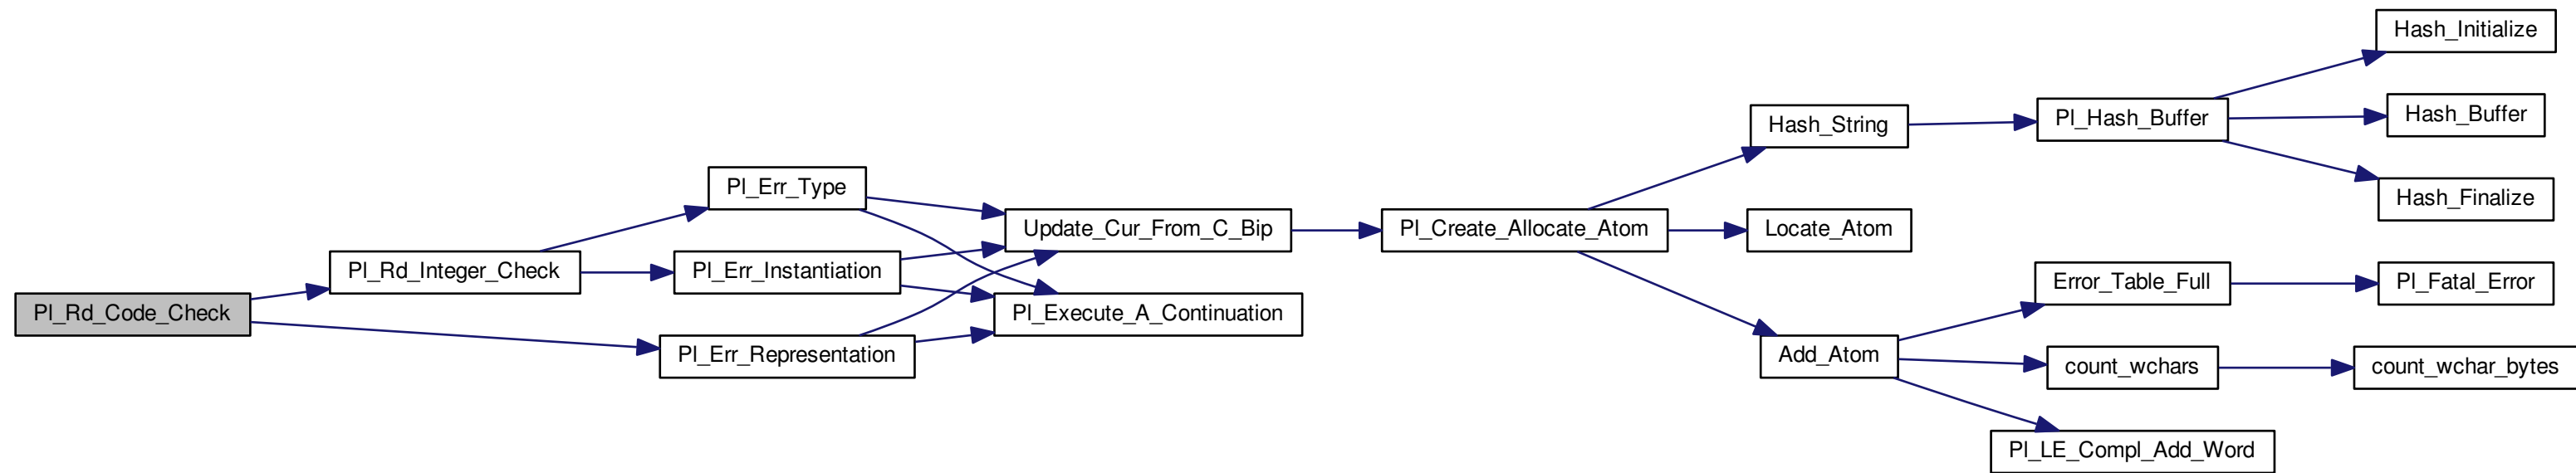 Pl_Rd_Code_Check
Pl_Rd_Integer_Check
Pl_Err_Type
Pl_Err_Instantiation
Pl_Err_Representation
Update_Cur_From_C_Bip
Pl_Execute_A_Continuation
Pl_Create_Allocate_Atom
Hash_String
Locate_Atom
Add_Atom
Pl_Hash_Buffer
Error_Table_Full
count_wchars
Pl_LE_Compl_Add_Word
Hash_Initialize
Hash_Buffer
Hash_Finalize
Pl_Fatal_Error
count_wchar_bytes